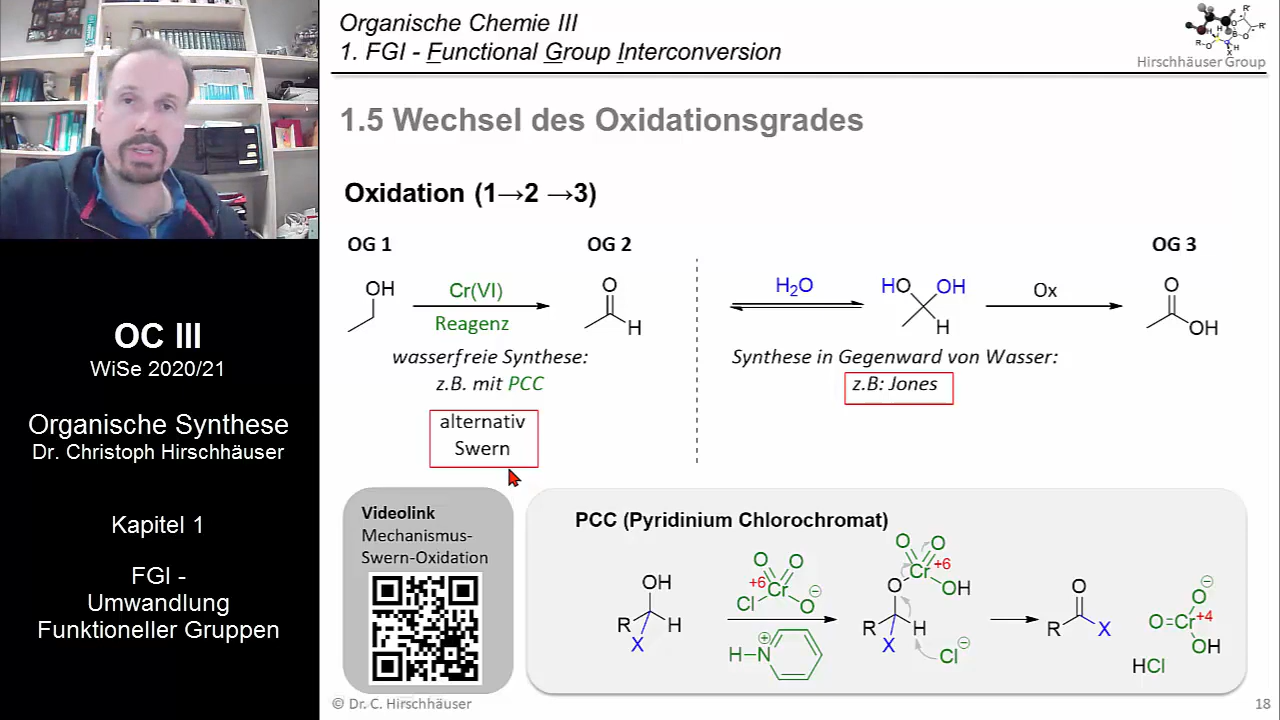 Organische Chemie III
1. FGI - Functional Group Interconversion
Hirschhäuser Group
1.5 Wechsel des Oxidationsgrades
Oxidation (1→2 →3)
OG 1
OG 2
OG 3
OH
Cr(VI)
Reagenz
O
H
H₂O
HO
OH
H
Ox
O
OH
wasserfreie Synthese:
z.B. mit PCC
alternativ
Swern
Synthese in Gegenward von Wasser:
z.B: Jones
OC III
WiSe 2020/21
Organische Synthese
Dr. Christoph Hirschhäuser
Kapitel 1
FGI -
Umwandlung
Funktioneller Gruppen
Videolink
Mechanismus-
Swern-Oxidation
PCC (Pyridinium Chlorochromat)
OH
R
H
X
O
O
+6
Cr
Cl
O⊖
H-N⊕
O
O
O
Cr
+6
OH
R
H
X
Cl⊖
O
R
X
O⊖
O=Cr
+4
OH
HCl
© Dr. C. Hirschhäuser
18